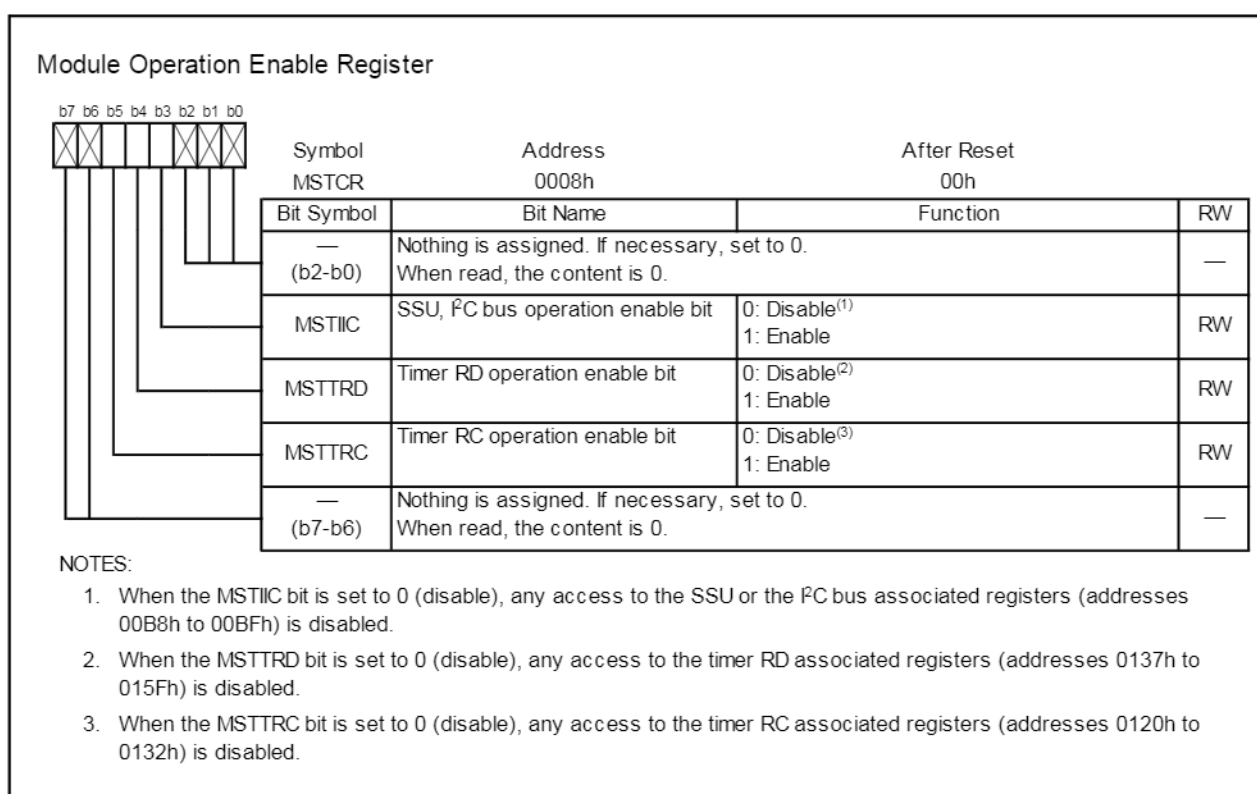 Module Operation Enable Register
b7 b6 b5 b4 b3 b2 b1 b0
Symbol Address After Reset
MSTCR 0008h 00h
Bit Symbol Bit Name Function RW
— (b2-b0) Nothing is assigned. If necessary, set to 0. —
When read, the content is 0.
MSTIIC SSU, I²C bus operation enable bit 0: Disable(1) RW
1: Enable
MSTTRD Timer RD operation enable bit 0: Disable(2) RW
1: Enable
MSTTRC Timer RC operation enable bit 0: Disable(3) RW
1: Enable
— (b7-b6) Nothing is assigned. If necessary, set to 0. —
When read, the content is 0.
NOTES:
1. When the MSTIIC bit is set to 0 (disable), any access to the SSU or the I²C bus associated registers (addresses
00B8h to 00BFh) is disabled.
2. When the MSTTRD bit is set to 0 (disable), any access to the timer RD associated registers (addresses 0137h to
015Fh) is disabled.
3. When the MSTTRC bit is set to 0 (disable), any access to the timer RC associated registers (addresses 0120h to
0132h) is disabled.